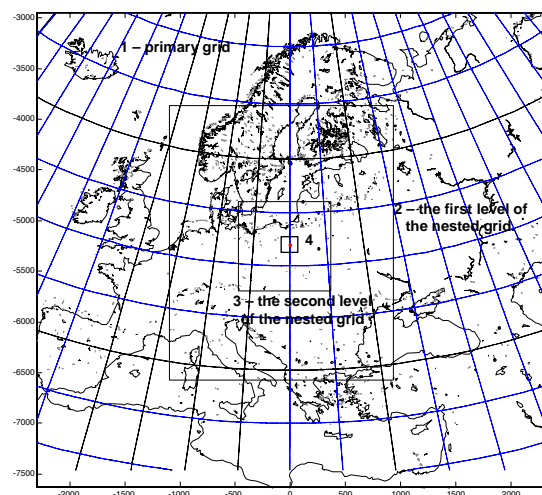 -3000
1 – primary grid
-3500
-4000
-4500
2 – the first level of
the nested grid
-5000
4
-5500
3 – the second level
of the nested grid
-6000
-6500
-7000
-7500
-2000 -1500 -1000 -500 0 500 1000 1500 2000